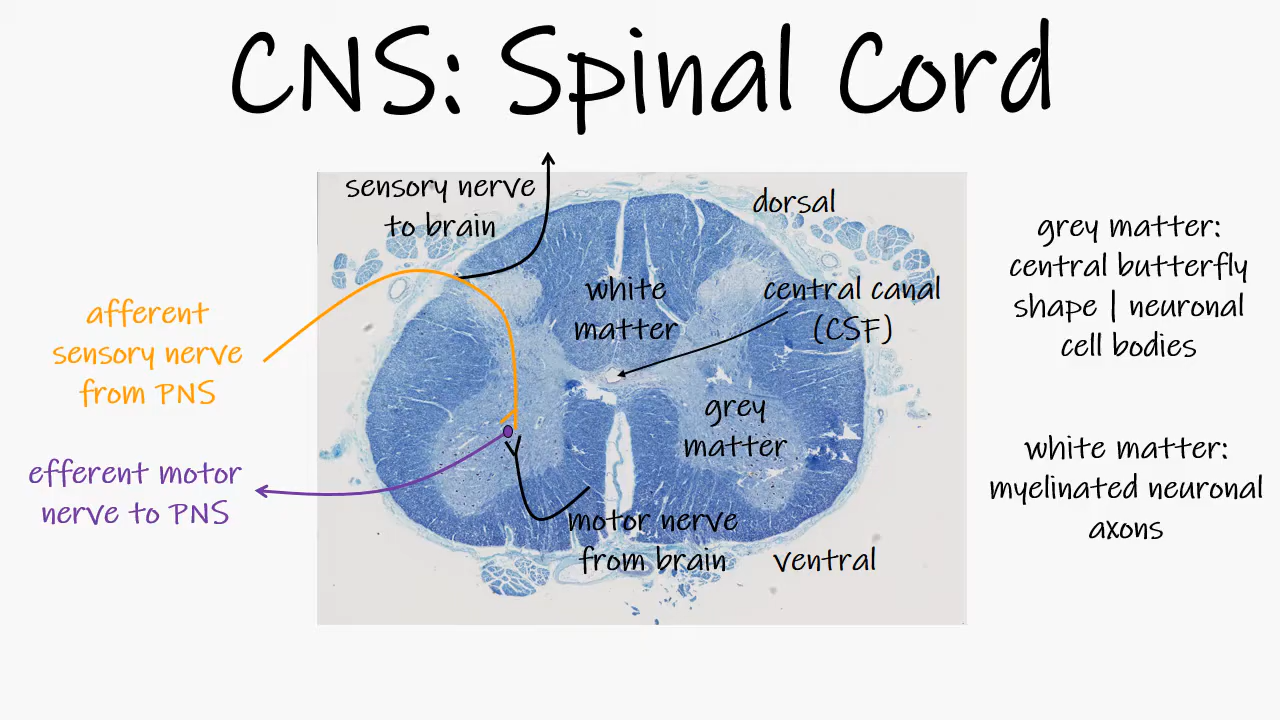 CNS: Spinal Cord
sensory nerve
to brain
dorsal
white
matter
central canal
(CSF)
afferent
sensory nerve
from PNS
grey
matter
efferent motor
nerve to PNS
motor nerve
from brain
ventral
grey matter:
central butterfly
shape | neuronal
cell bodies
white matter:
myelinated neuronal
axons